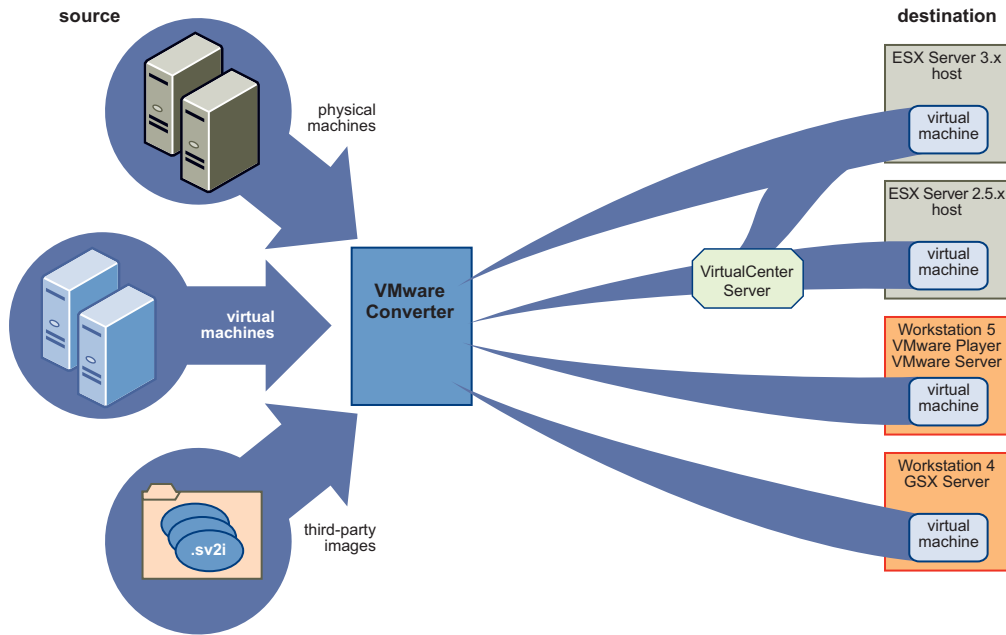 source
destination
physical
machines
virtual
machines
third-party
images
.sv2i
VMware
Converter
VirtualCenter
Server
ESX Server 3.x
host
virtual
machine
ESX Server 2.5.x
host
virtual
machine
Workstation 5
VMware Player
VMware Server
virtual
machine
Workstation 4
GSX Server
virtual
machine